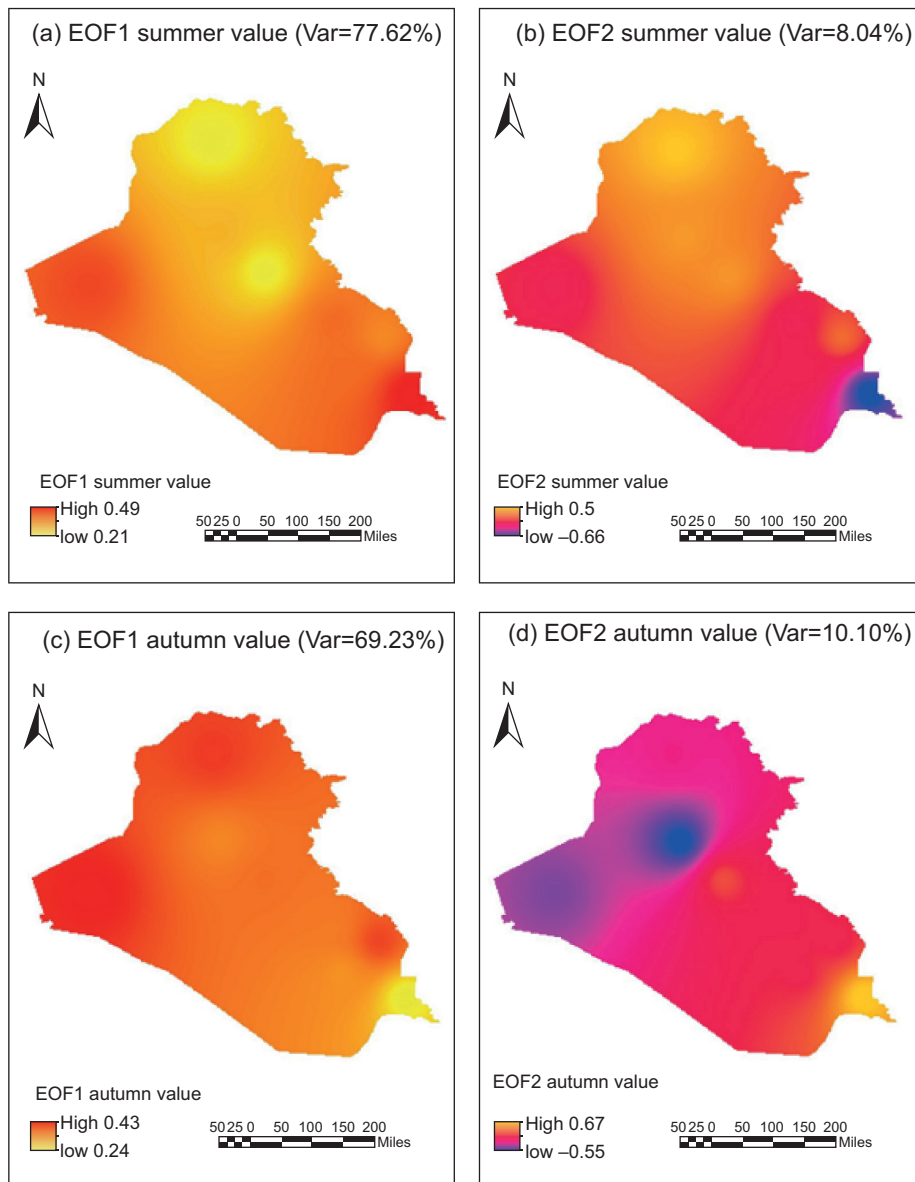 (a) EOF1 summer value (Var=77.62%)
N
EOF1 summer value
High 0.49
low 0.21
50 25 0 50 100 150 200
Miles
(b) EOF2 summer value (Var=8.04%)
N
EOF2 summer value
High 0.5
low –0.66
50 25 0 50 100 150 200
Miles
(c) EOF1 autumn value (Var=69.23%)
N
EOF1 autumn value
High 0.43
low 0.24
50 25 0 50 100 150 200
Miles
(d) EOF2 autumn value (Var=10.10%)
N
EOF2 autumn value
High 0.67
low –0.55
50 25 0 50 100 150 200
Miles